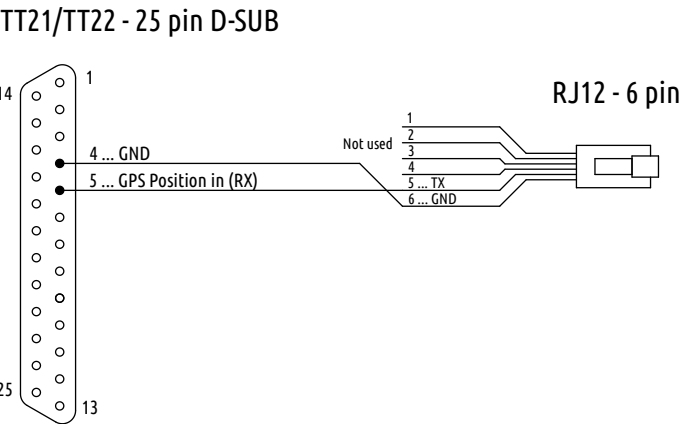 TT21/TT22 - 25 pin D-SUB
1
14
RJ12 - 6 pin
1
2
Not used
3
4 ... GND
4
5 ... GPS Position in (RX)
5 ... TX
6 ... GND
25
13